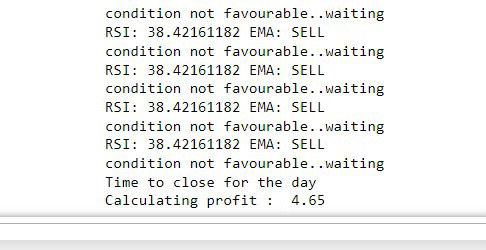 condition not favourable..waiting
RSI: 38.42161182 EMA: SELL
condition not favourable..waiting
RSI: 38.42161182 EMA: SELL
condition not favourable..waiting
RSI: 38.42161182 EMA: SELL
condition not favourable..waiting
RSI: 38.42161182 EMA: SELL
condition not favourable..waiting
Time to close for the day
Calculating profit :  4.65